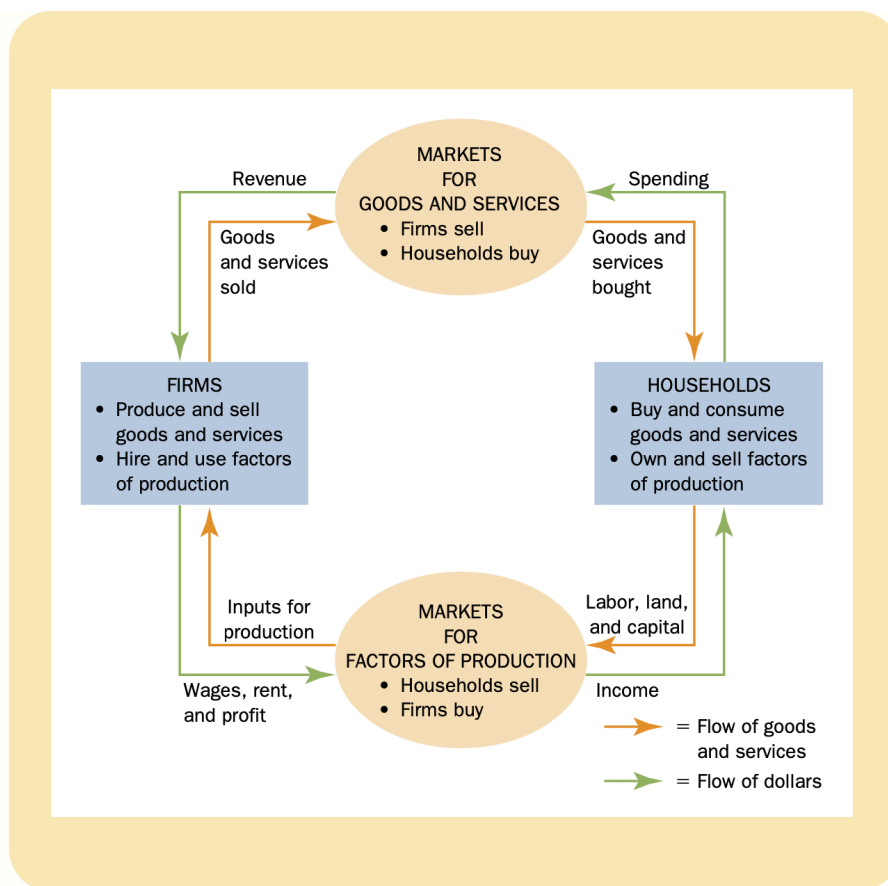 MARKETS
FOR
GOODS AND SERVICES
• Firms sell
• Households buy
Revenue
Spending
Goods
and services
sold
Goods and
services
bought
FIRMS
• Produce and sell
goods and services
• Hire and use factors
of production
HOUSEHOLDS
• Buy and consume
goods and services
• Own and sell factors
of production
Inputs for
production
Labor, land,
and capital
MARKETS
FOR
FACTORS OF PRODUCTION
• Households sell
• Firms buy
Wages, rent,
and profit
Income
= Flow of goods
and services
= Flow of dollars